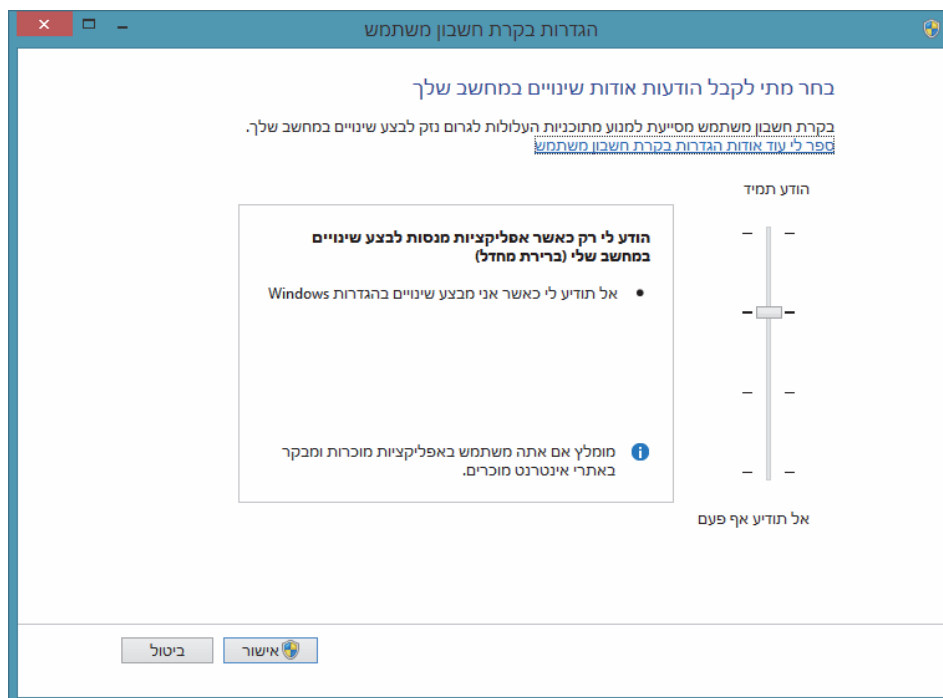 הגדרות בקרת חשבון משתמש
בחר מתי לקבל הודעות אודות שינויים במחשב שלך
בקרת חשבון משתמש מסייעת למנוע מתוכניות העלולות לגרום נזק לבצע שינויים במחשב שלך.
ספר לי עוד אודות הגדרות בקרת חשבון משתמש
הודע תמיד
הודע לי רק כאשר אפליקציות מנסות לבצע שינויים
במחשב שלי (ברירת מחדל)
● אל תודיע לי כאשר אני מבצע שינויים בהגדרות Windows
מומלץ אם אתה משתמש באפליקציות מוכרות ומבקר
באתרי אינטרנט מוכרים.
אל תודיע אף פעם
אישור
ביטול